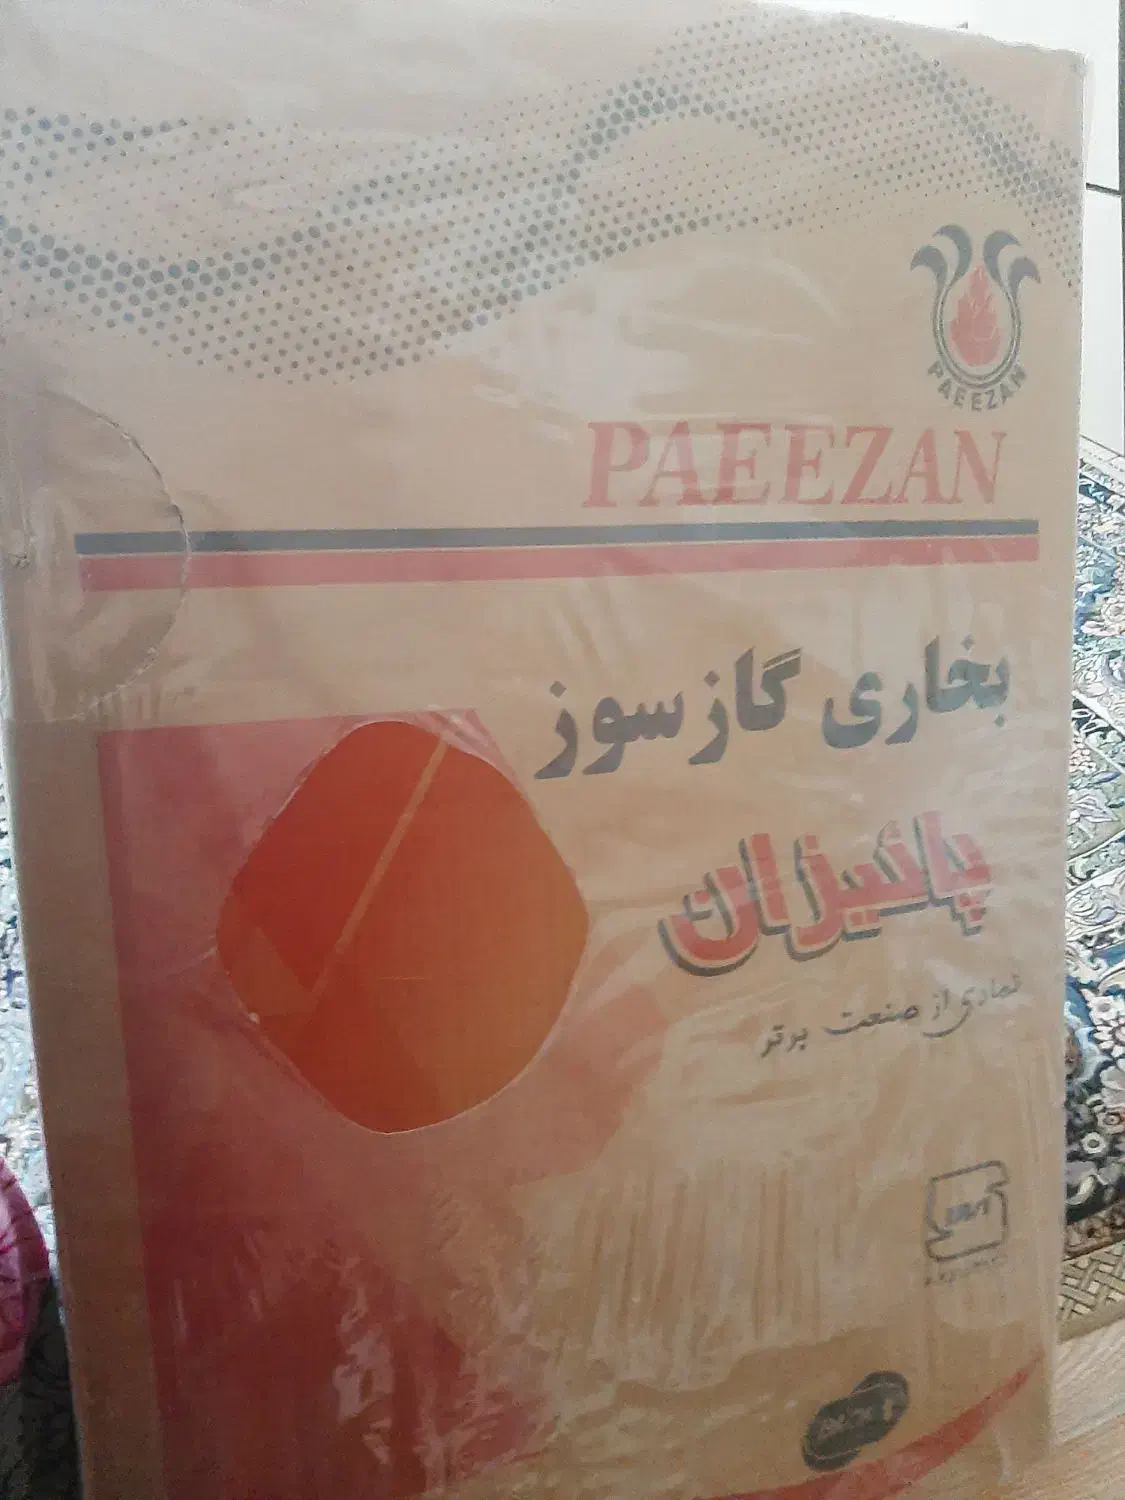 PAEEZAN
PAEEZAN
بخاری گازسوز
پائیزان
نمادی از صنعت برتر